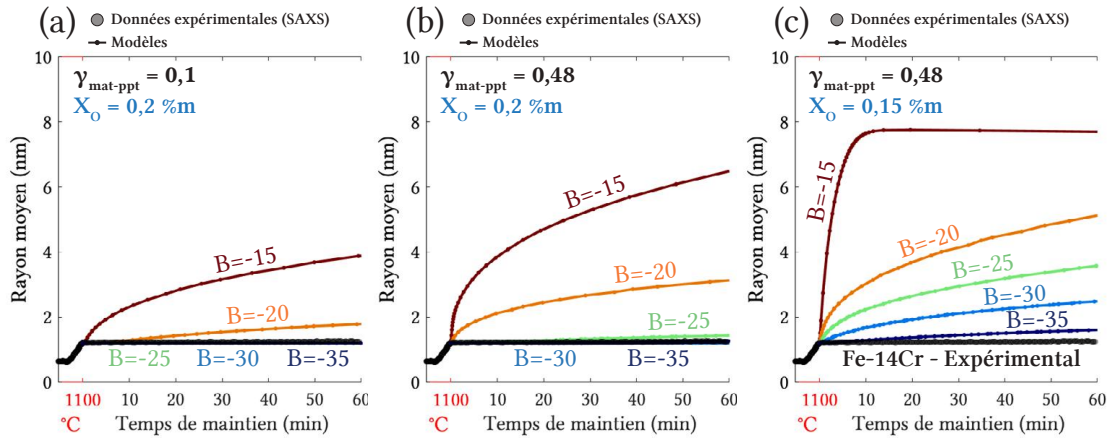 (a)
Données expérimentales (SAXS)
Modèles
γmat-ppt = 0,1
XO = 0,2 %m
Rayon moyen (nm)
10
8
6
4
2
0
B=-15
B=-20
B=-25 B=-30 B=-35
1100 10 20 30 40 50 60
°C Temps de maintien (min)
(b)
Données expérimentales (SAXS)
Modèles
γmat-ppt = 0,48
XO = 0,2 %m
Rayon moyen (nm)
10
8
6
4
2
0
B=-15
B=-20
B=-25
B=-30 B=-35
1100 10 20 30 40 50 60
°C Temps de maintien (min)
(c)
Données expérimentales (SAXS)
Modèles
γmat-ppt = 0,48
XO = 0,15 %m
Rayon moyen (nm)
10
8
6
4
2
0
B=-15
B=-20
B=-25
B=-30
B=-35
Fe-14Cr - Expérimental
1100 10 20 30 40 50 60
°C Temps de maintien (min)